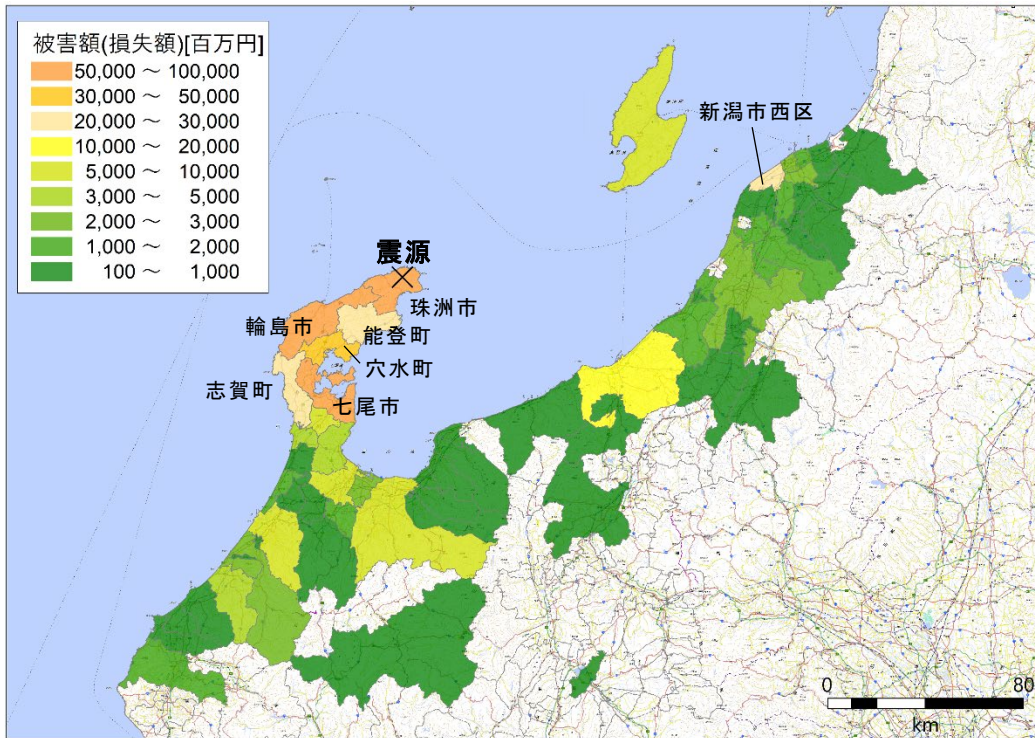 被害額(損失額)[百万円]
50,000 ～ 100,000
30,000 ～ 50,000
20,000 ～ 30,000
10,000 ～ 20,000
5,000 ～ 10,000
3,000 ～ 5,000
2,000 ～ 3,000
1,000 ～ 2,000
100 ～ 1,000
新潟市西区
震源
珠洲市
輪島市
能登町
穴水町
志賀町
七尾市
0 80
km